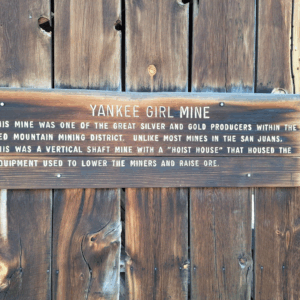 YANKEE GIRL MINE
HIS MINE WAS ONE OF THE GREAT SILVER AND GOLD PRODUCERS WITHIN THE
ED MOUNTAIN MINING DISTRICT. UNLIKE MOST MINES IN THE SAN JUANS,
HIS WAS A VERTICAL SHAFT MINE WITH A "HOIST HOUSE" THAT HOUSED THE
QUIPMENT USED TO LOWER THE MINERS AND RAISE ORE.